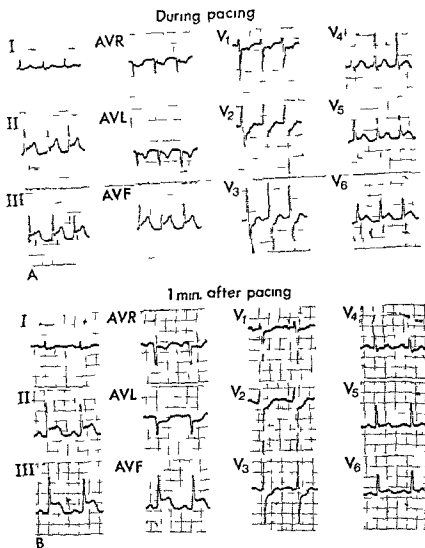 During pacing
I AVR V1 V4
II AVL V2 V5
III AVF V3 V6
A
1 min. after pacing
I AVR V1 V4
II AVL V2 V5
III AVF V3 V6
B